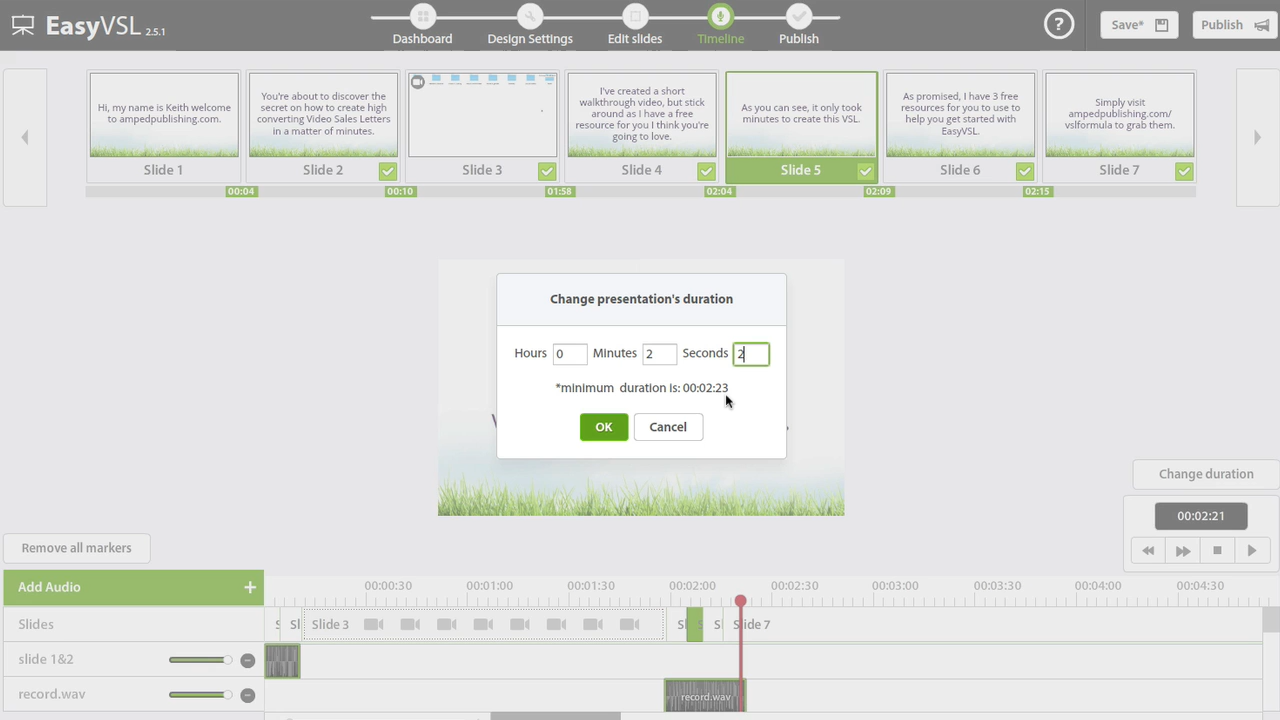 EasyVSL 2.5.1
Dashboard
Design Settings
Edit slides
Timeline
Publish
?
Save*
Publish
Hi, my name is Keith welcome
to ampedpublishing.com.
Slide 1
You're about to discover the
secret on how to create high
converting Video Sales Letters
in a matter of minutes.
Slide 2
Slide 3
I've created a short
walkthrough video, but stick
around as I have a free
resource for you I think you're
going to love.
Slide 4
As you can see, it only took
minutes to create this VSL.
Slide 5
As promised, I have 3 free
resources for you to use to
help you get started with
EasyVSL.
Slide 6
Simply visit
ampedpublishing.com/
vslformula to grab them.
Slide 7
00:04
00:10
01:58
02:04
02:09
02:15
Change presentation's duration
Hours 0 Minutes 2 Seconds 2
*minimum duration is: 00:02:23
OK
Cancel
Change duration
00:02:21
Remove all markers
Add Audio +
00:00:30
00:01:00
00:01:30
00:02:00
00:02:30
00:03:00
00:03:30
00:04:00
00:04:30
Slides
Slide 3
Slide 7
slide 1&2
record.wav
record.wav